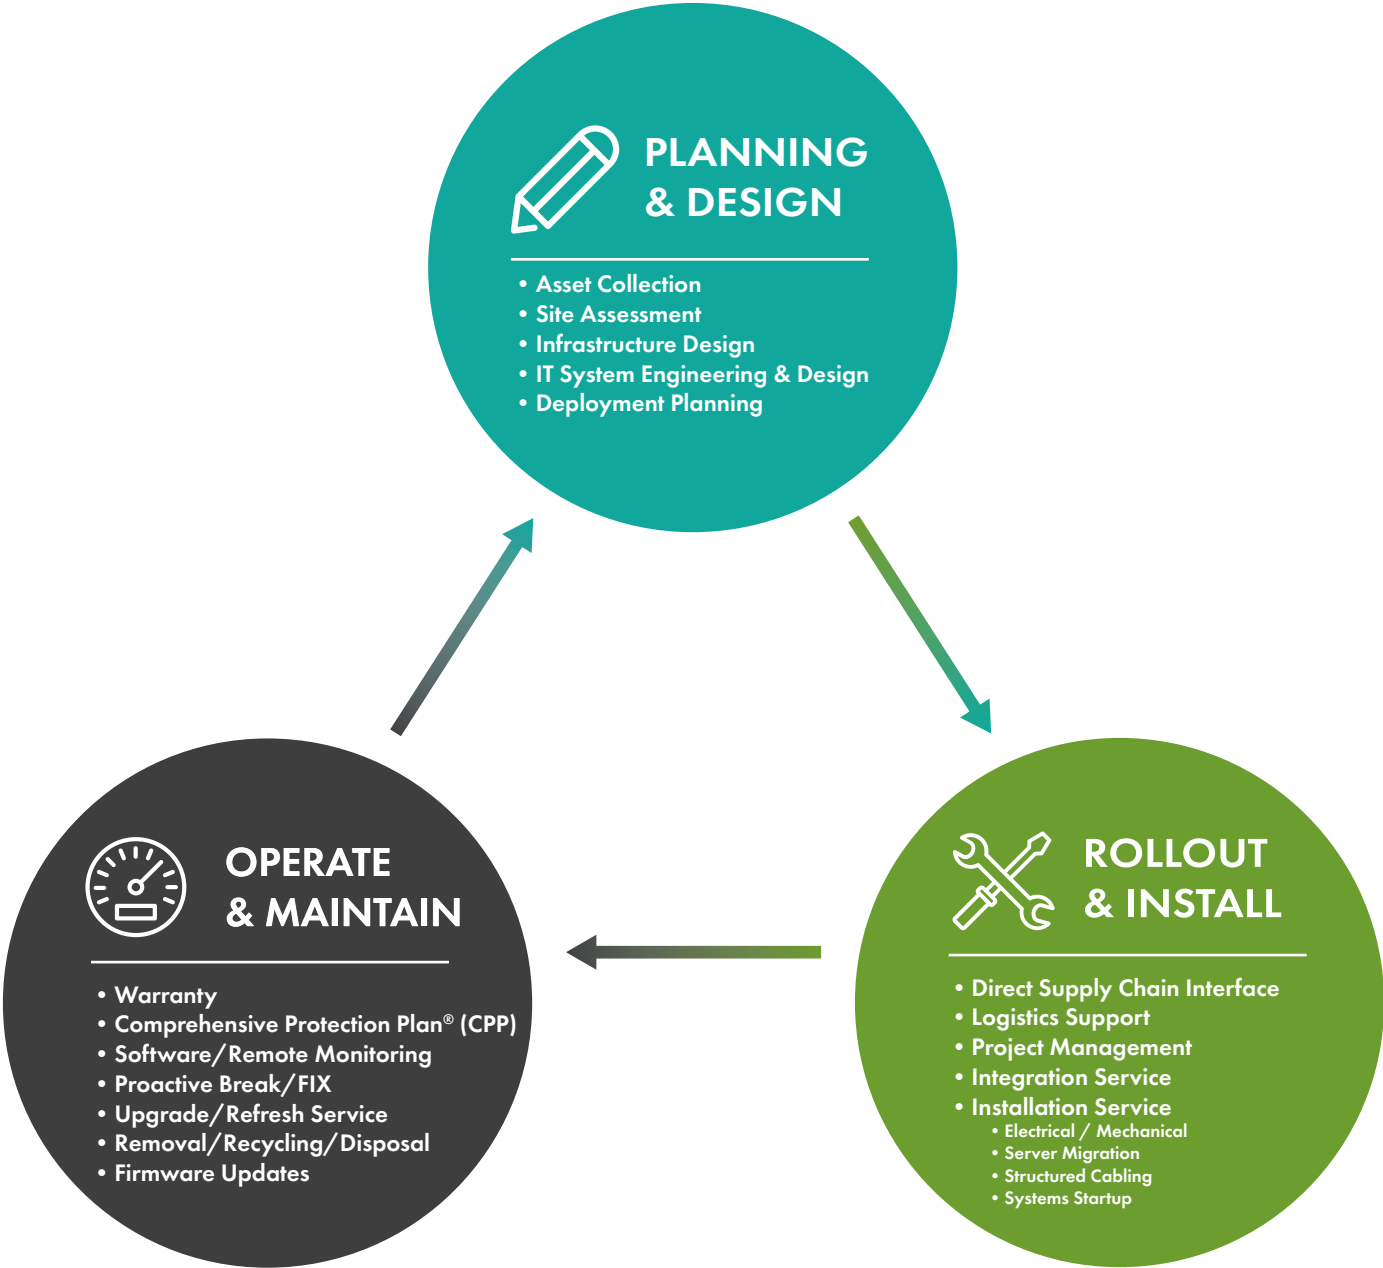 PLANNING
& DESIGN
• Asset Collection
• Site Assessment
• Infrastructure Design
• IT System Engineering & Design
• Deployment Planning
ROLLOUT
& INSTALL
• Direct Supply Chain Interface
• Logistics Support
• Project Management
• Integration Service
• Installation Service
• Electrical / Mechanical
• Server Migration
• Structured Cabling
• Systems Startup
OPERATE
& MAINTAIN
• Warranty
• Comprehensive Protection Plan® (CPP)
• Software/Remote Monitoring
• Proactive Break/FIX
• Upgrade/Refresh Service
• Removal/Recycling/Disposal
• Firmware Updates